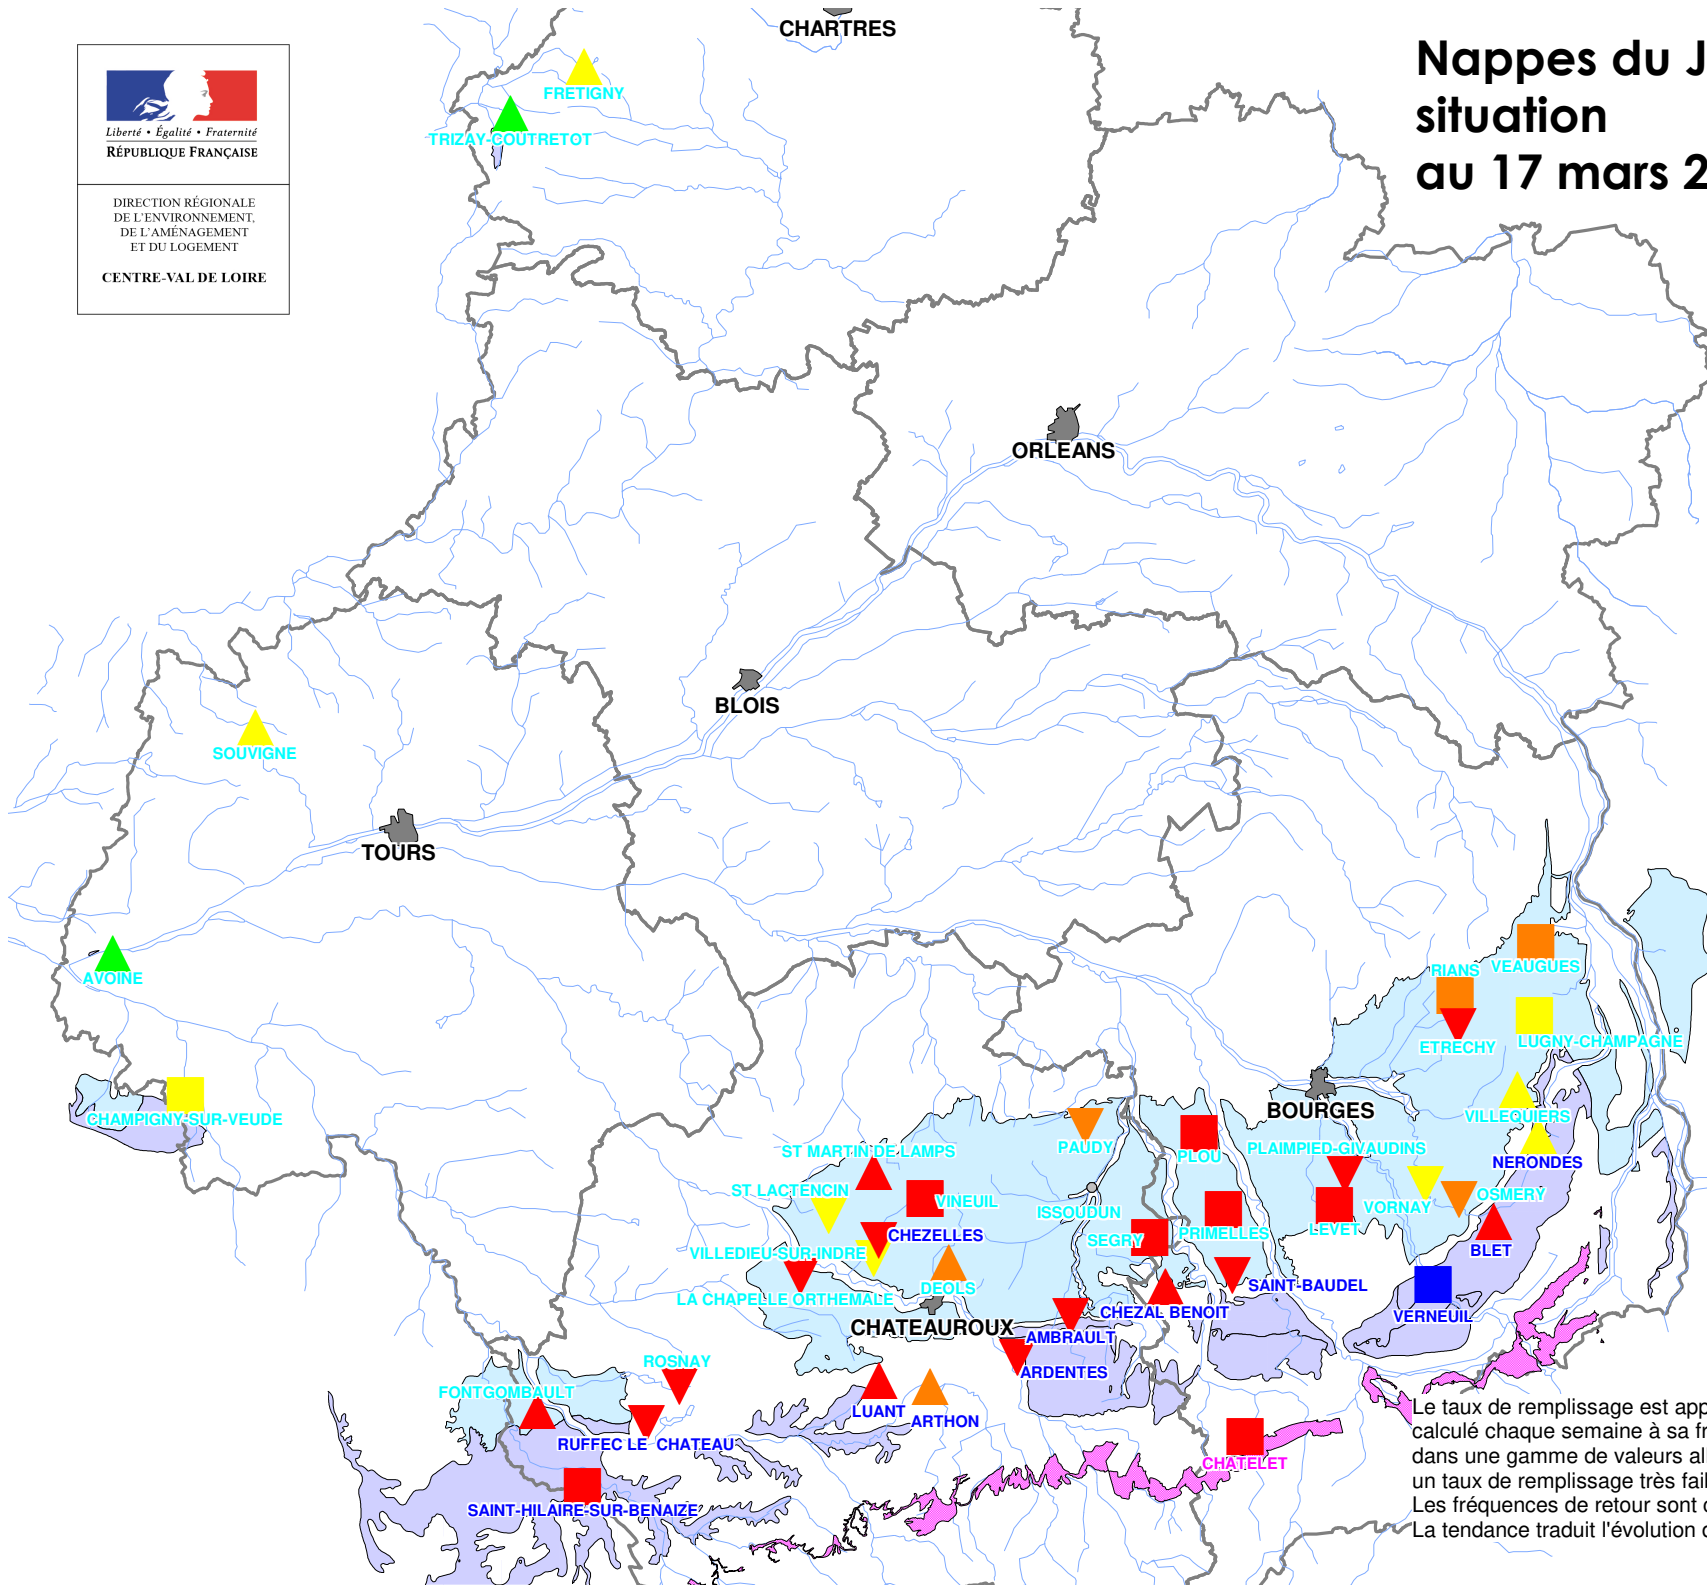 CHARTRES
Nappes du J
situation
au 17 mars 2
Liberté • Égalité • Fraternité
RÉPUBLIQUE FRANÇAISE
DIRECTION RÉGIONALE
DE L'ENVIRONNEMENT,
DE L'AMÉNAGEMENT
ET DU LOGEMENT
CENTRE-VAL DE LOIRE
FRETIGNY
TRIZAY-COUTRETOT
ORLEANS
BLOIS
SOUVIGNE
TOURS
AVOINE
CHAMPIGNY-SUR-VEUDE
RIANS
VEAUGUES
ETRECHY
LUGNY-CHAMPAGNE
BOURGES
VILLEQUIERS
NERONDES
PAUDY
PLOU
PLAIMPIED-GIVAUDINS
ST MARTIN DE LAMPS
ST LACTENCIN
VINEUIL
ISSOUDUN
VORNAY
OSMERY
CHEZELLES
SEGRY
PRIMELLES
LEVET
BLET
VILLEDIEU-SUR-INDRE
DEOLS
LA CHAPELLE ORTHEMALE
SAINT-BAUDEL
CHEZAL BENOIT
VERNEUIL
CHATEAUROUX
AMBRAULT
ARDENTES
ROSNAY
FONTGOMBAULT
LUANT
ARTHON
RUFFEC LE CHATEAU
CHATELET
SAINT-HILAIRE-SUR-BENAIZE
Le taux de remplissage est app
calculé chaque semaine à sa fr
dans une gamme de valeurs all
un taux de remplissage très fail
Les fréquences de retour sont
La tendance traduit l'évolution